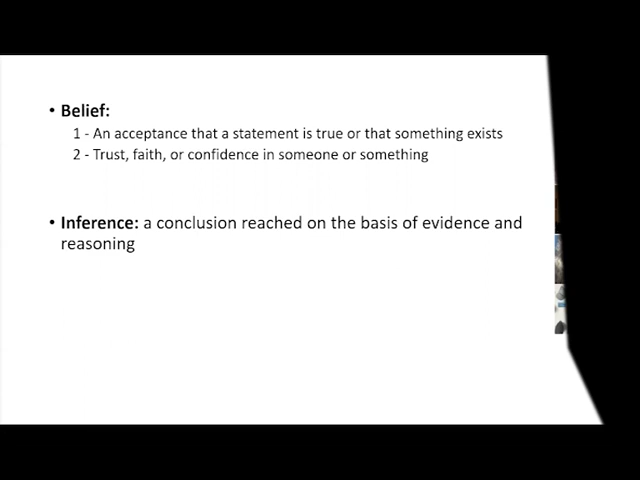 • Belief:
1 - An acceptance that a statement is true or that something exists
2 - Trust, faith, or confidence in someone or something
• Inference: a conclusion reached on the basis of evidence and
reasoning